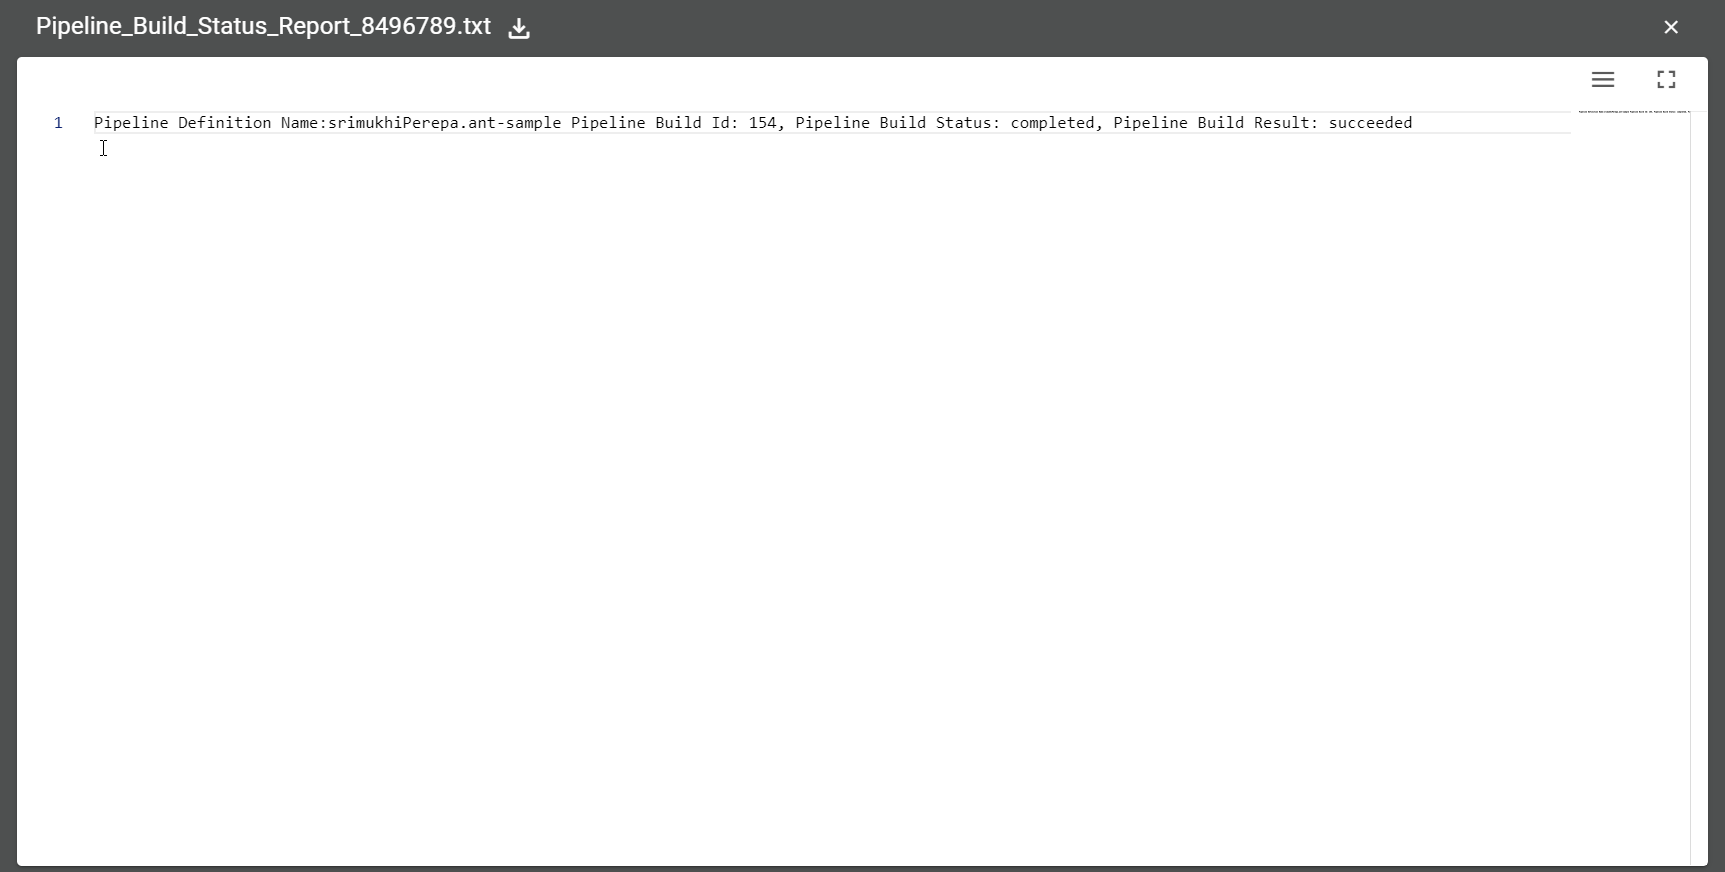 Pipeline_Build_Status_Report_8496789.txt
1 Pipeline Definition Name:srimukhiPerepa.ant-sample Pipeline Build Id: 154, Pipeline Build Status: completed, Pipeline Build Result: succeeded